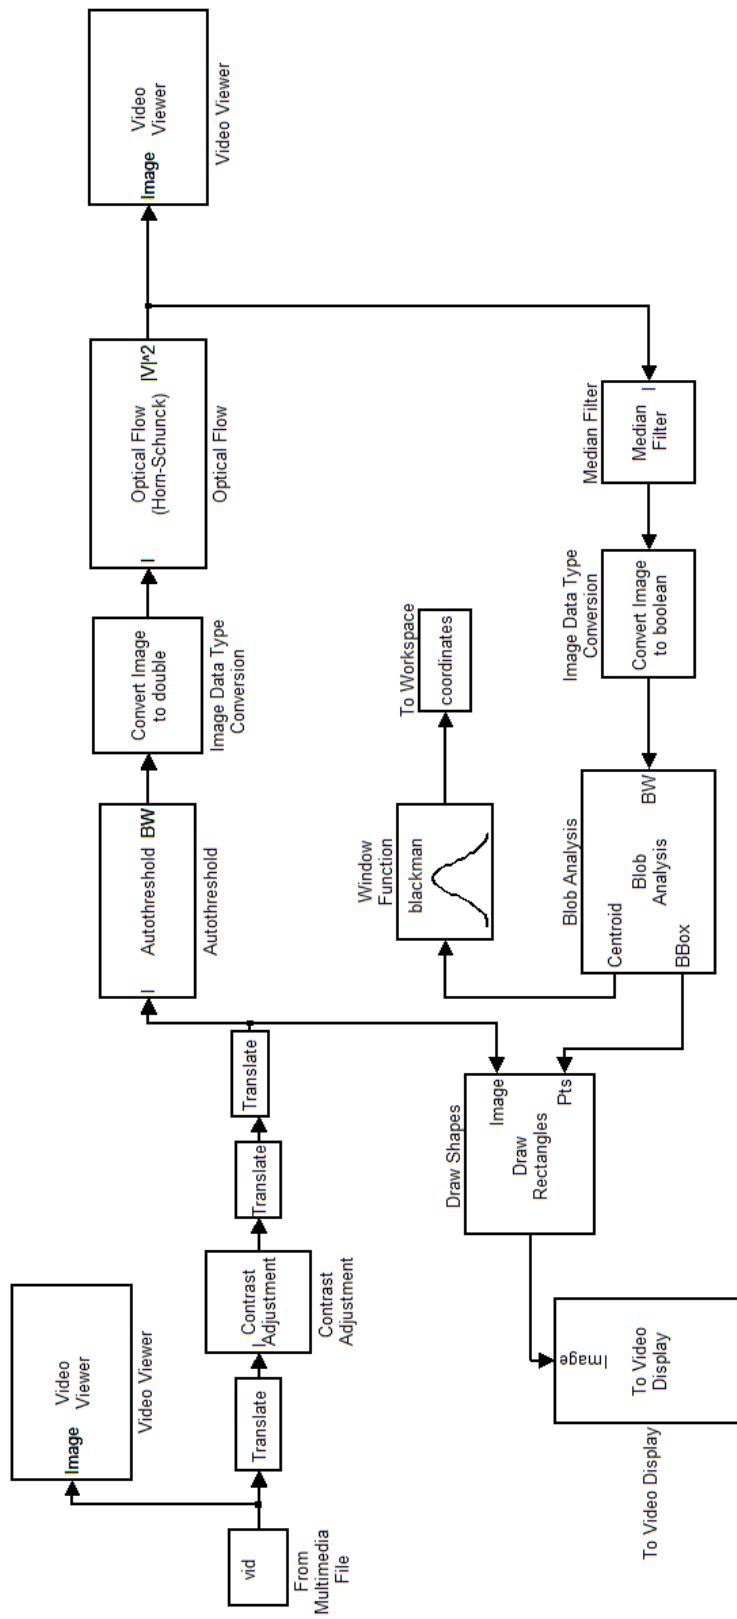 Image
Video
Viewer
Video Viewer
vid
From
Multimedia
File
Translate
I
Contrast
Adjustment
Contrast
Adjustment
Translate
Translate
I
Autothreshold
BW
Autothreshold
Convert Image
to double
Image Data Type
Conversion
I
Optical Flow
(Horn-Schunck)
|V|^2
Optical Flow
Image
Video
Viewer
Video Viewer
Median Filter
I
Median
Filter
Image Data Type
Conversion
Convert Image
to boolean
Blob Analysis
BW
Blob
Analysis
Centroid
BBox
Window
Function
blackman
To Workspace
coordinates
Draw Shapes
Image
Draw
Rectangles
Pts
Image
To Video
Display
To Video Display